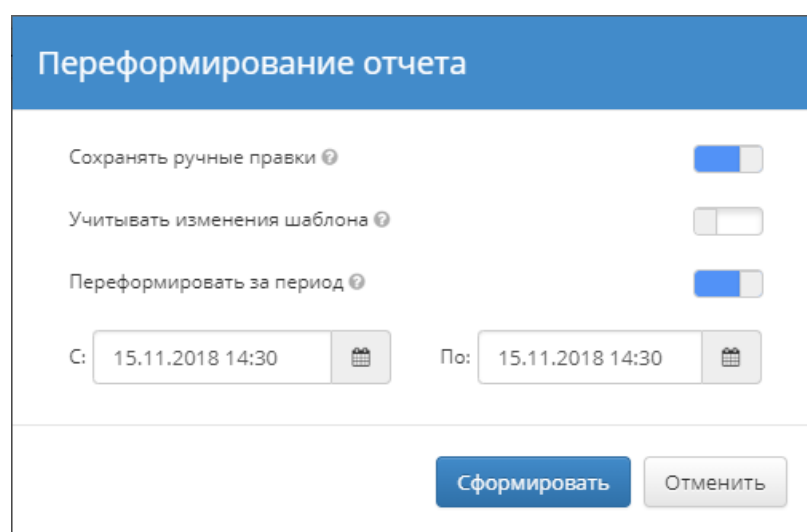 Переформирование отчета
Сохранять ручные правки
Учитывать изменения шаблона
Переформировать за период
С: 15.11.2018 14:30 По: 15.11.2018 14:30
Сформировать Отменить